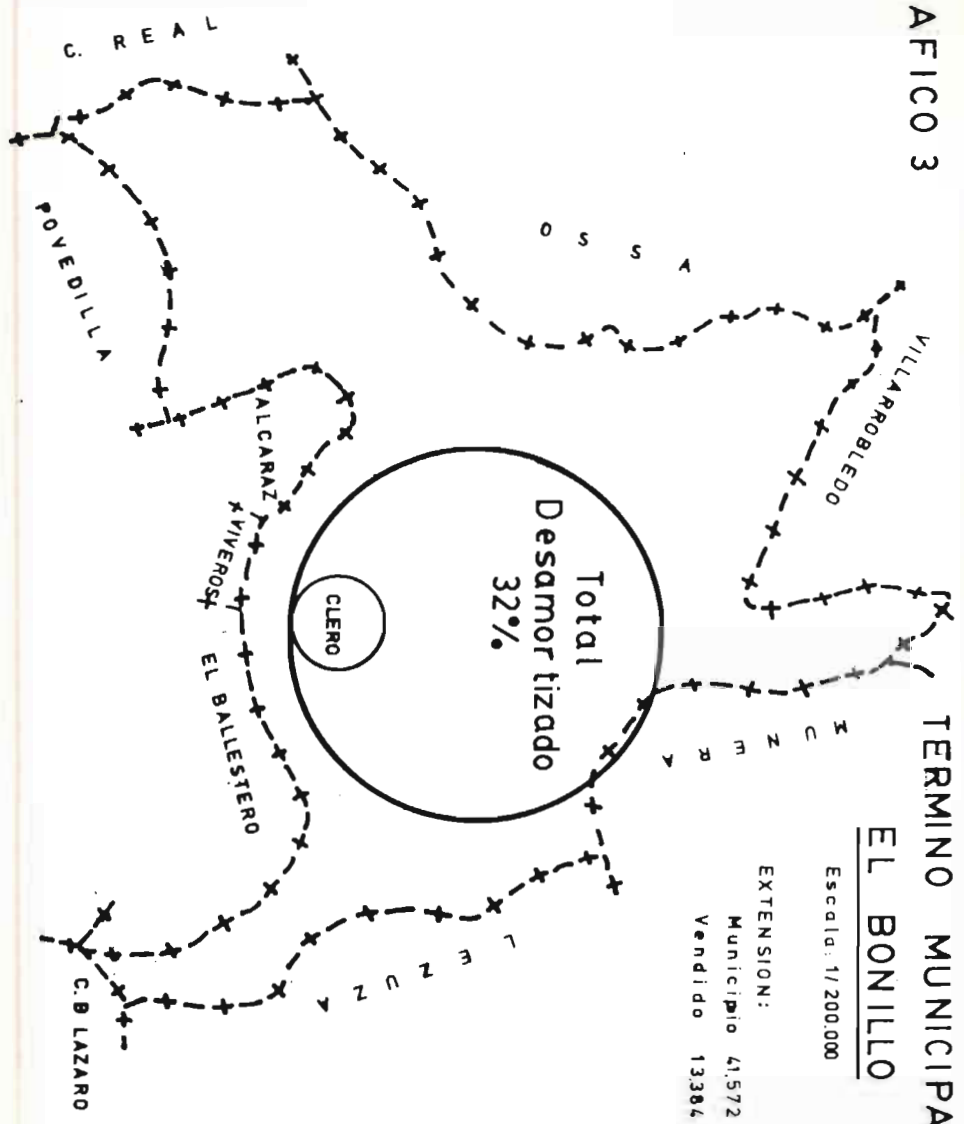 AFICO 3
TERMINO MUNICIPA
EL BONILLO
Escala: 1/200.000
EXTENSION:
Municipio 41,572
Vendido 13,384
C. REAL
OSSA
VILLARROBLEDO
MUNERA
LEZUZA
C.B LAZARO
EL BALLESTERO
VIVEROS
ALCARAZ
POVEDILLA
Total
Desamortizado
32%
CLERO